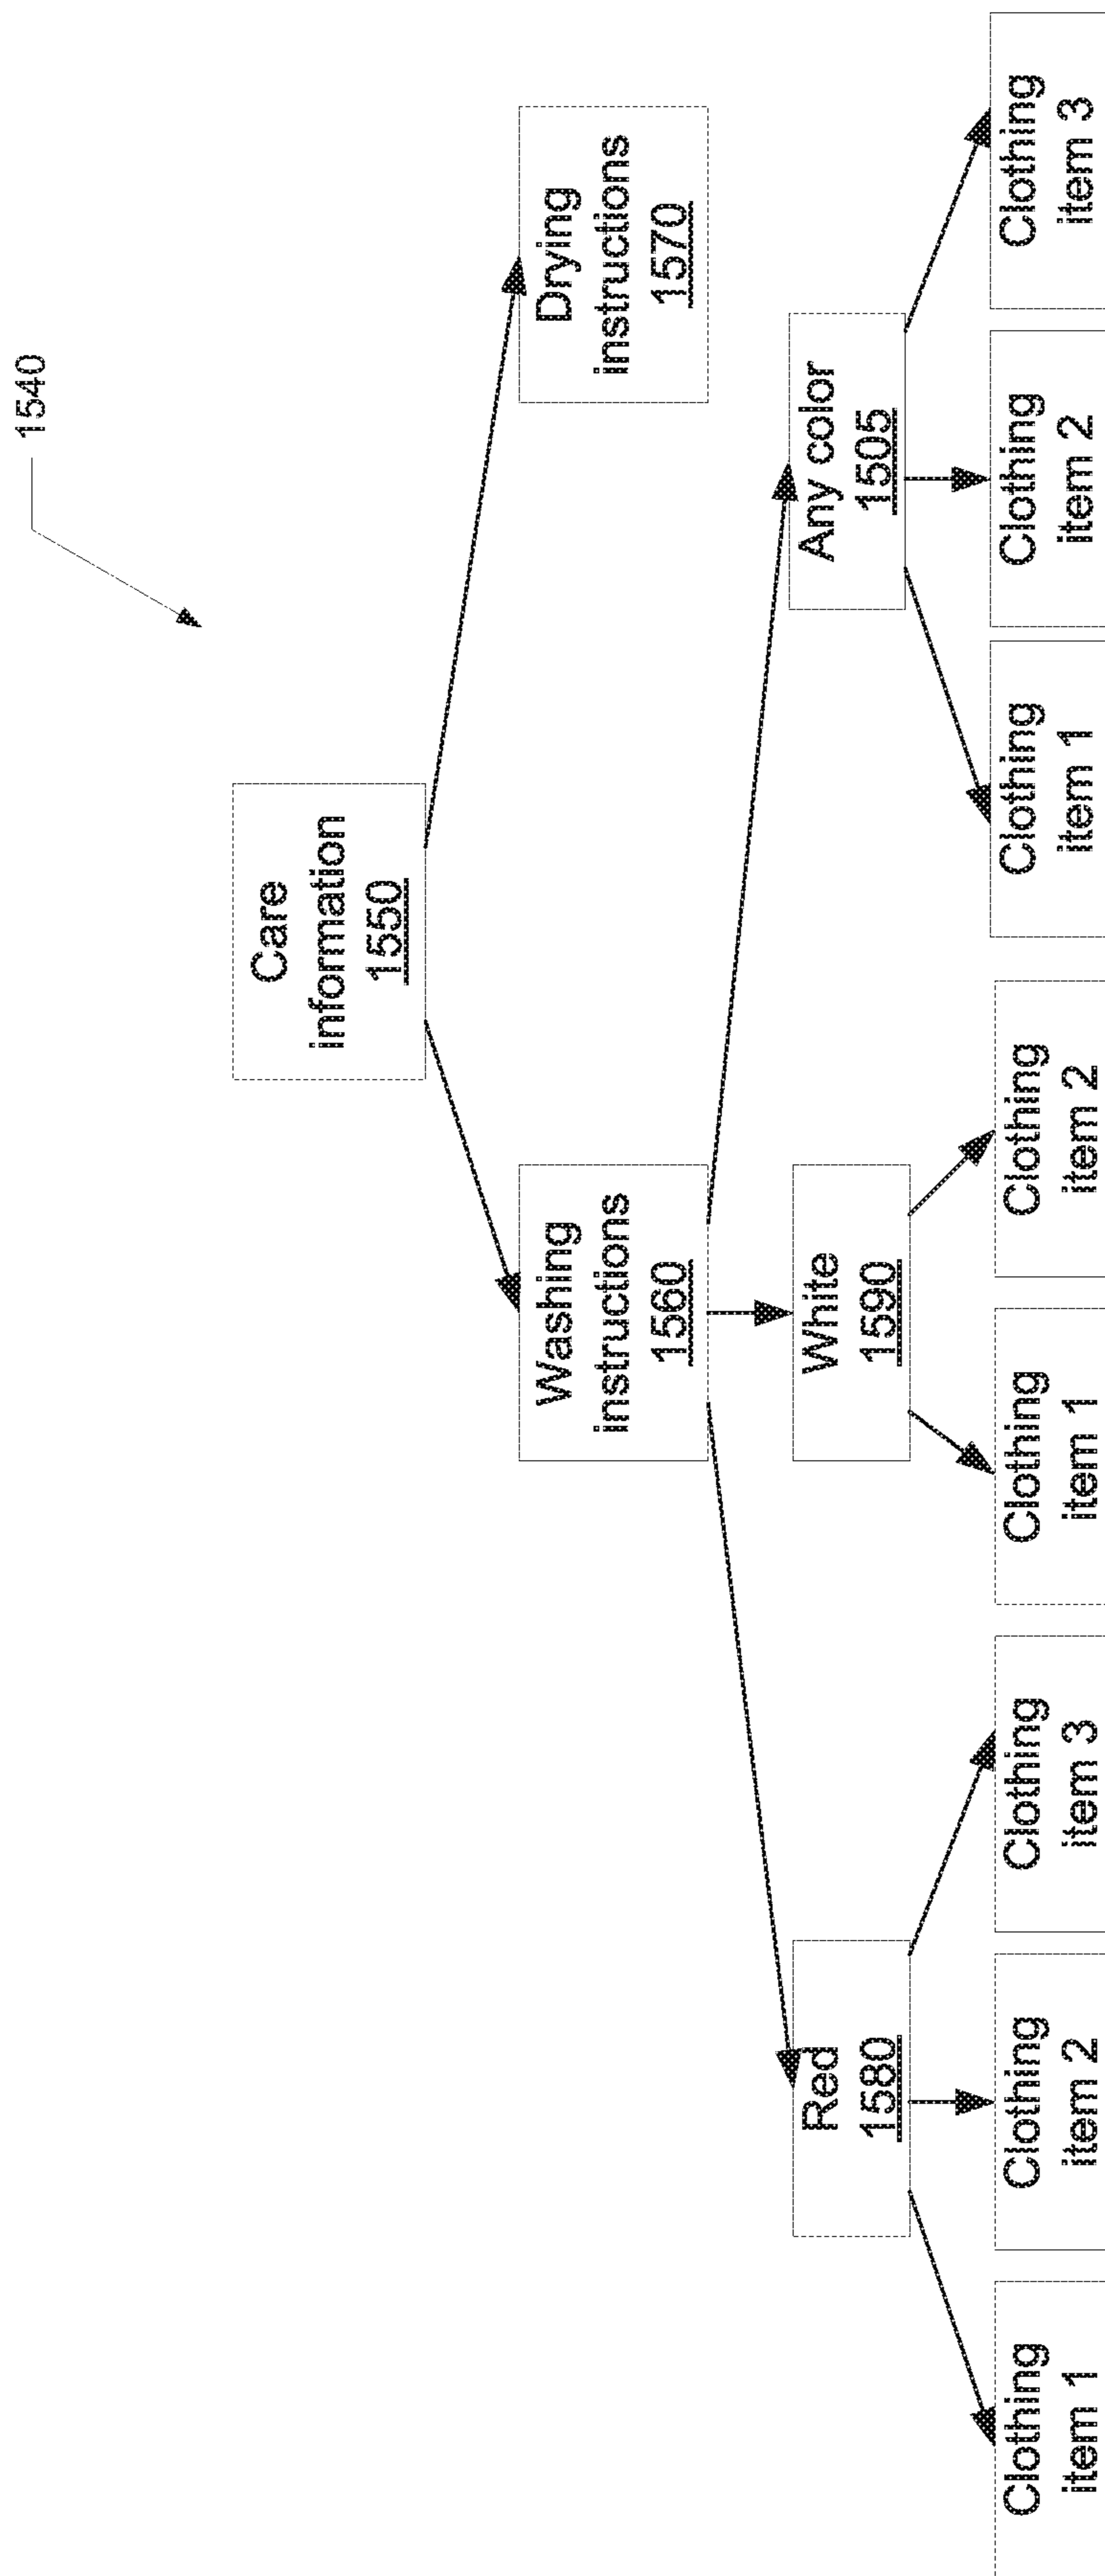 1540
Care
information
1550
Washing
instructions
1560
Drying
instructions
1570
Red
1580
White
1590
Any color
1505
Clothing
item 1
Clothing
item 2
Clothing
item 3
Clothing
item 1
Clothing
item 2
Clothing
item 1
Clothing
item 2
Clothing
item 3